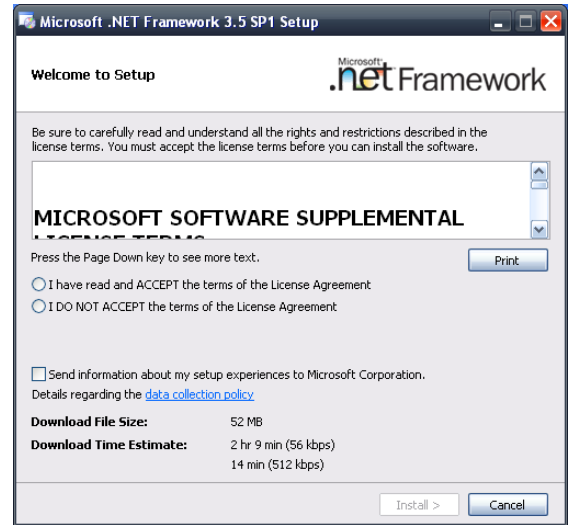 Microsoft .NET Framework 3.5 SP1 Setup
Welcome to Setup
Microsoft
.net Framework
Be sure to carefully read and understand all the rights and restrictions described in the
license terms. You must accept the license terms before you can install the software.
MICROSOFT SOFTWARE SUPPLEMENTAL
LICENSE TERMS
Press the Page Down key to see more text.
Print
I have read and ACCEPT the terms of the License Agreement
I DO NOT ACCEPT the terms of the License Agreement
Send information about my setup experiences to Microsoft Corporation.
Details regarding the data collection policy
Download File Size: 52 MB
Download Time Estimate: 2 hr 9 min (56 kbps)
14 min (512 kbps)
Install >
Cancel